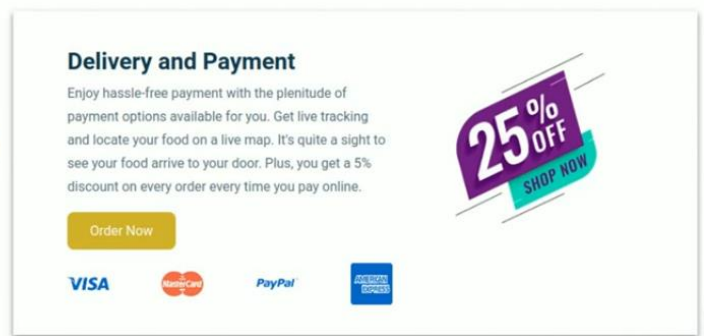 Delivery and Payment
Enjoy hassle-free payment with the plenitude of
payment options available for you. Get live tracking
and locate your food on a live map. It's quite a sight to
see your food arrive to your door. Plus, you get a 5%
discount on every order every time you pay online.
Order Now
VISA
MasterCard
PayPal
AMERICAN
EXPRESS
25% OFF
SHOP NOW